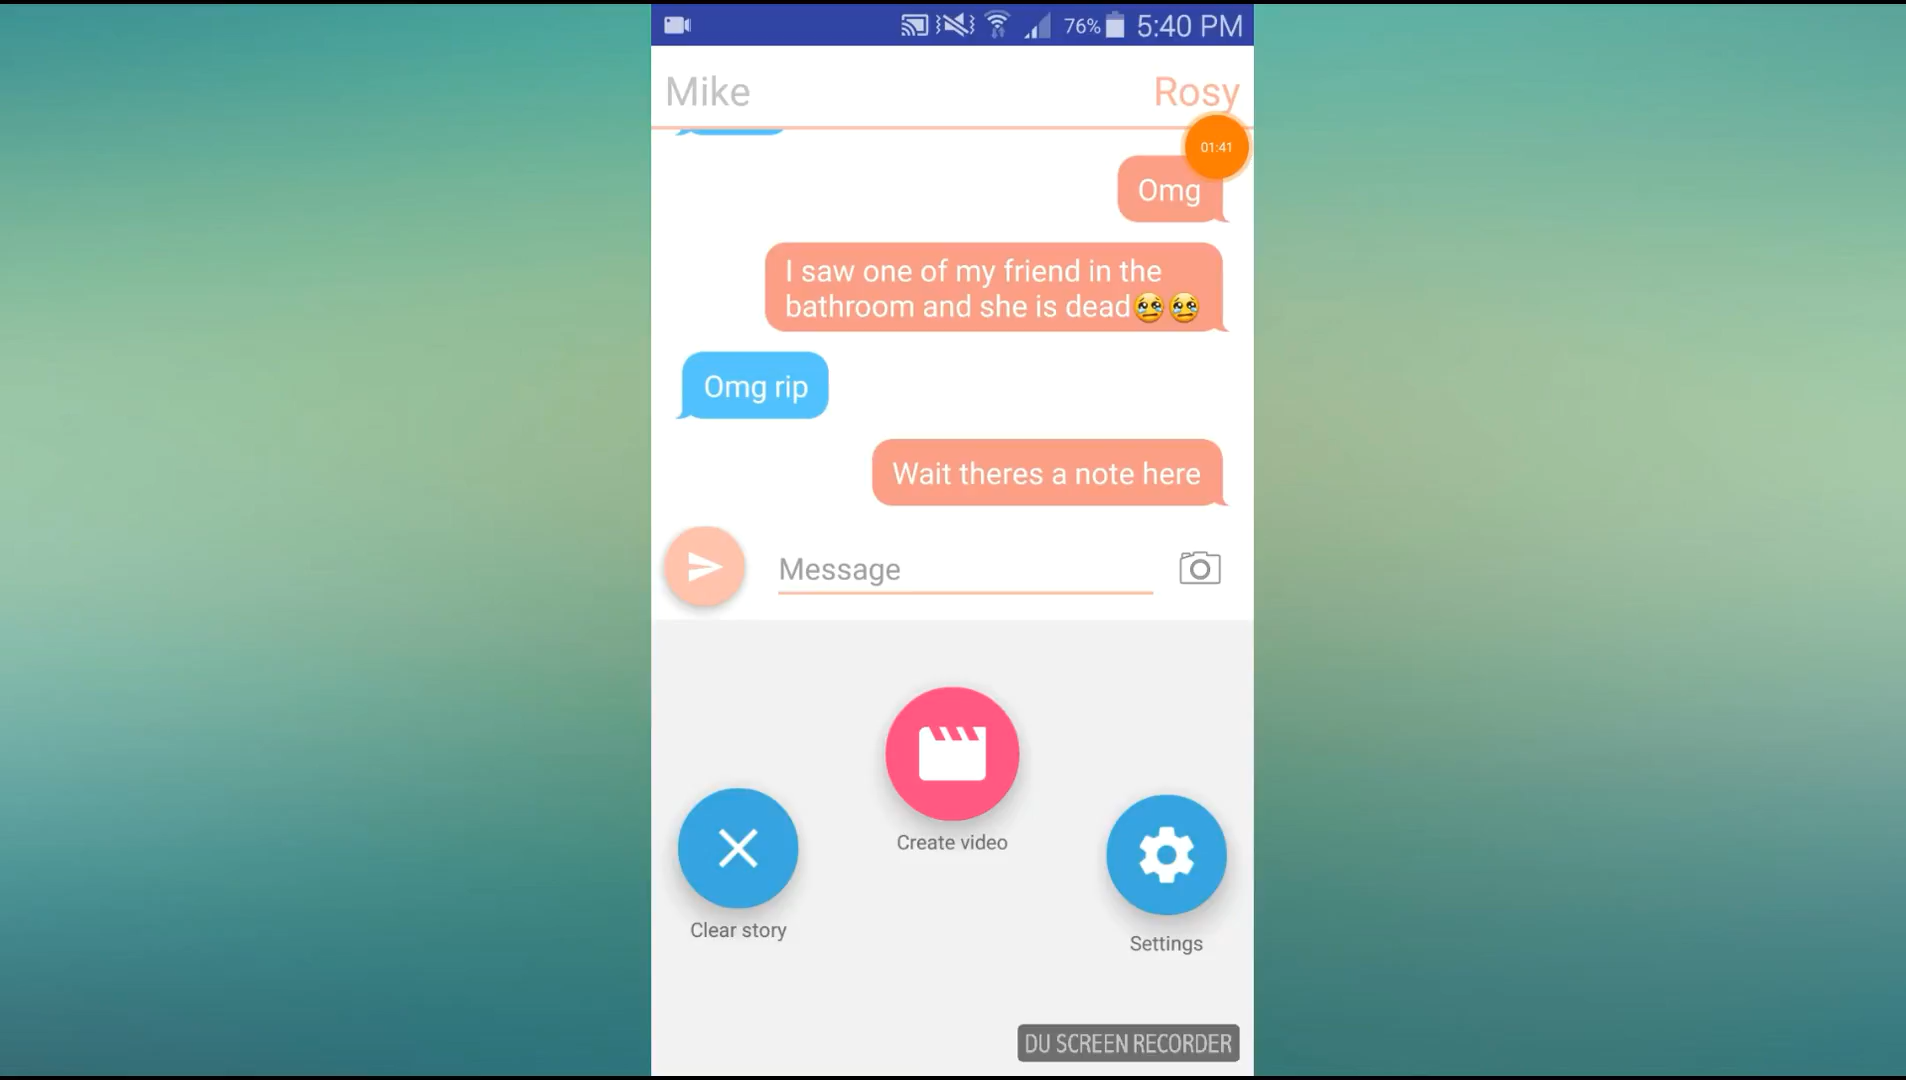 76% 5:40 PM
Mike
Rosy
01:41
Omg
I saw one of my friend in the
bathroom and she is dead😢😢
Omg rip
Wait theres a note here
Message
Create video
Clear story
Settings
DU SCREEN RECORDER